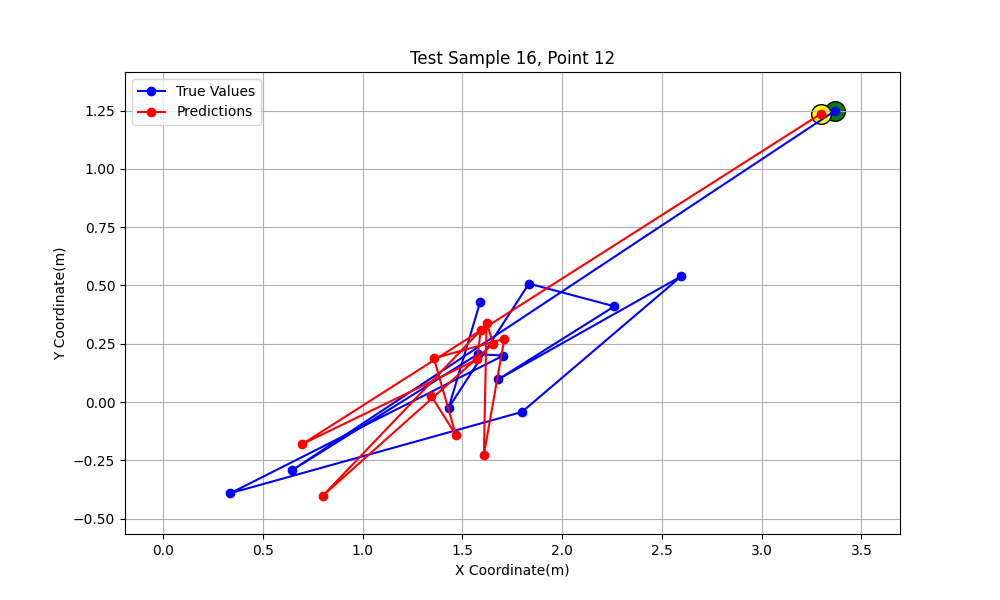 Test Sample 16, Point 12
True Values
Predictions
1.25
1.00
0.75
0.50
0.25
0.00
−0.25
−0.50
Y Coordinate(m)
0.0 0.5 1.0 1.5 2.0 2.5 3.0 3.5
X Coordinate(m)